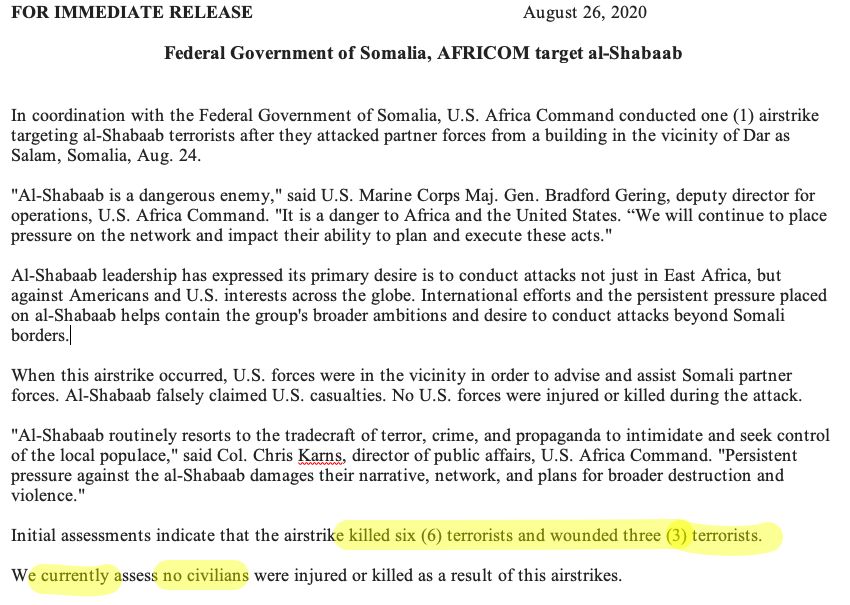 FOR IMMEDIATE RELEASE August 26, 2020
Federal Government of Somalia, AFRICOM target al-Shabaab
In coordination with the Federal Government of Somalia, U.S. Africa Command conducted one (1) airstrike
targeting al-Shabaab terrorists after they attacked partner forces from a building in the vicinity of Dar as
Salam, Somalia, Aug. 24.
"Al-Shabaab is a dangerous enemy," said U.S. Marine Corps Maj. Gen. Bradford Gering, deputy director for
operations, U.S. Africa Command. "It is a danger to Africa and the United States. “We will continue to place
pressure on the network and impact their ability to plan and execute these acts."
Al-Shabaab leadership has expressed its primary desire is to conduct attacks not just in East Africa, but
against Americans and U.S. interests across the globe. International efforts and the persistent pressure placed
on al-Shabaab helps contain the group's broader ambitions and desire to conduct attacks beyond Somali
borders.
When this airstrike occurred, U.S. forces were in the vicinity in order to advise and assist Somali partner
forces. Al-Shabaab falsely claimed U.S. casualties. No U.S. forces were injured or killed during the attack.
"Al-Shabaab routinely resorts to the tradecraft of terror, crime, and propaganda to intimidate and seek control
of the local populace," said Col. Chris Karns, director of public affairs, U.S. Africa Command. "Persistent
pressure against the al-Shabaab damages their narrative, network, and plans for broader destruction and
violence."
Initial assessments indicate that the airstrike killed six (6) terrorists and wounded three (3) terrorists.
We currently assess no civilians were injured or killed as a result of this airstrikes.